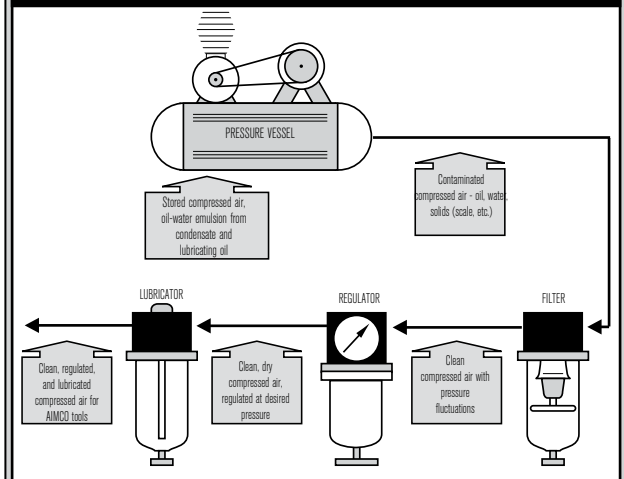 PRESSURE VESSEL
Stored compressed air,
oil-water emulsion from
condensate and
lubricating oil
Contaminated
compressed air - oil, water,
solids (scale, etc.)
LUBRICATOR
REGULATOR
FILTER
Clean, regulated,
and lubricated
compressed air for
AIMCO tools
Clean, dry
compressed air,
regulated at desired
pressure
Clean
compressed air with
pressure
fluctuations